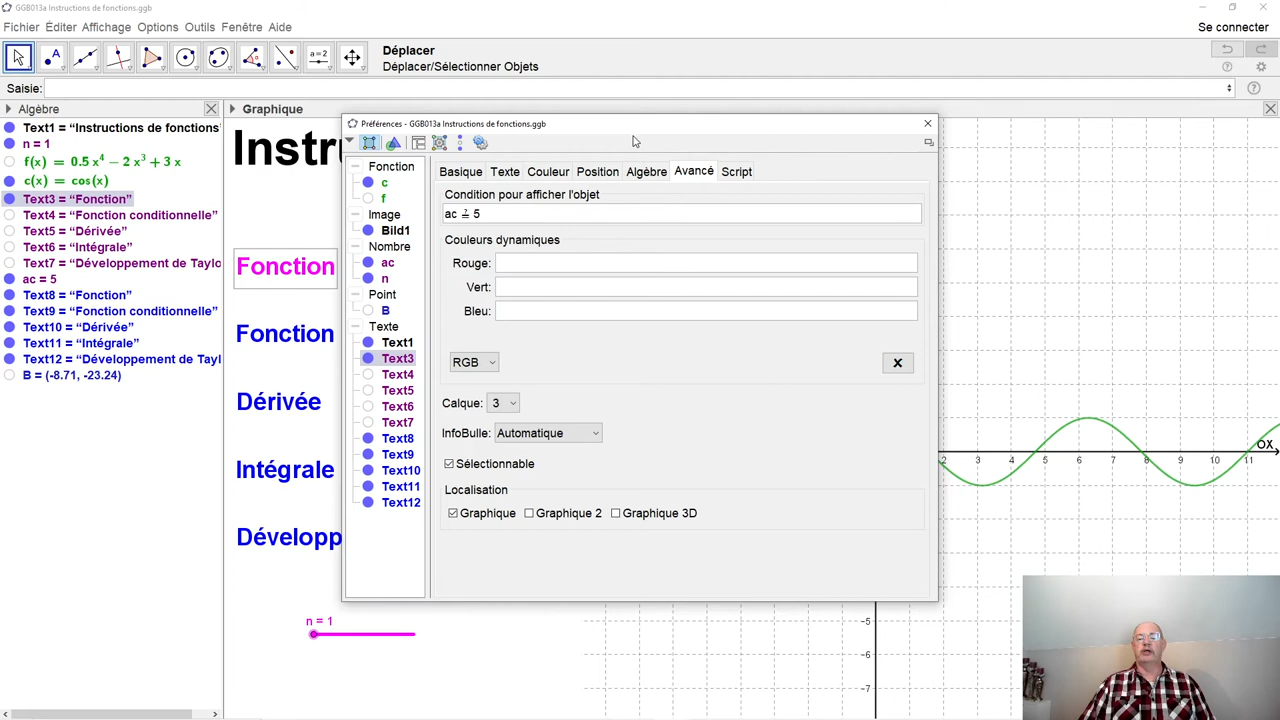 GGB013a Instructions de fonctions.ggb
Fichier Éditer Affichage Options Outils Fenêtre Aide
Se connecter
a=2
Déplacer
Déplacer/Sélectionner Objets
Saisie:
Algèbre
Graphique
Text1 = “Instructions de fonctions”
n = 1
f(x) = 0.5 x⁴ − 2 x³ + 3 x
c(x) = cos(x)
Text3 = “Fonction”
Text4 = “Fonction conditionnelle”
Text5 = “Dérivée”
Text6 = “Intégrale”
Text7 = “Développement de Taylo
ac = 5
Text8 = “Fonction”
Text9 = “Fonction conditionnelle”
Text10 = “Dérivée”
Text11 = “Intégrale”
Text12 = “Développement de Tayl
B = (-8.71, -23.24)
Instr
Fonction
Fonction
Dérivée
Intégrale
Développ
n = 1
Préférences - GGB013a Instructions de fonctions.ggb
Fonction
c
f
Image
Bild1
Nombre
ac
n
Point
B
Texte
Text1
Text3
Text4
Text5
Text6
Text7
Text8
Text9
Text10
Text11
Text12
Basique Texte Couleur Position Algèbre Avancé Script
Condition pour afficher l'objet
ac ≟ 5
Couleurs dynamiques
Rouge:
Vert:
Bleu:
RGB
Calque: 3
InfoBulle: Automatique
Sélectionnable
Localisation
Graphique Graphique 2 Graphique 3D
OX
2 3 4 5 6 7 8 9 10 11
-5
-6
-7